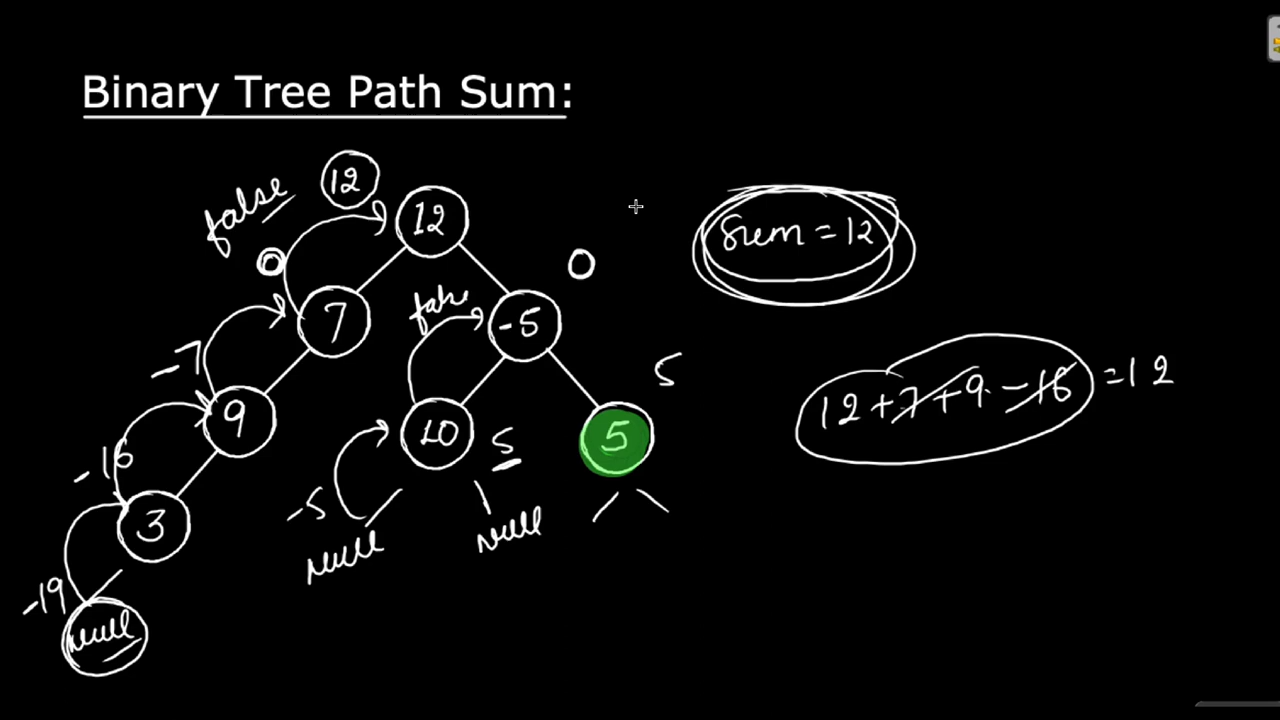 Binary Tree Path Sum:
false 12
12
Sum = 12
0 0
7 false -5
-7 5
12+7+9-16 =12
9 10 5 5
-16
3 -5
null null
-19
null